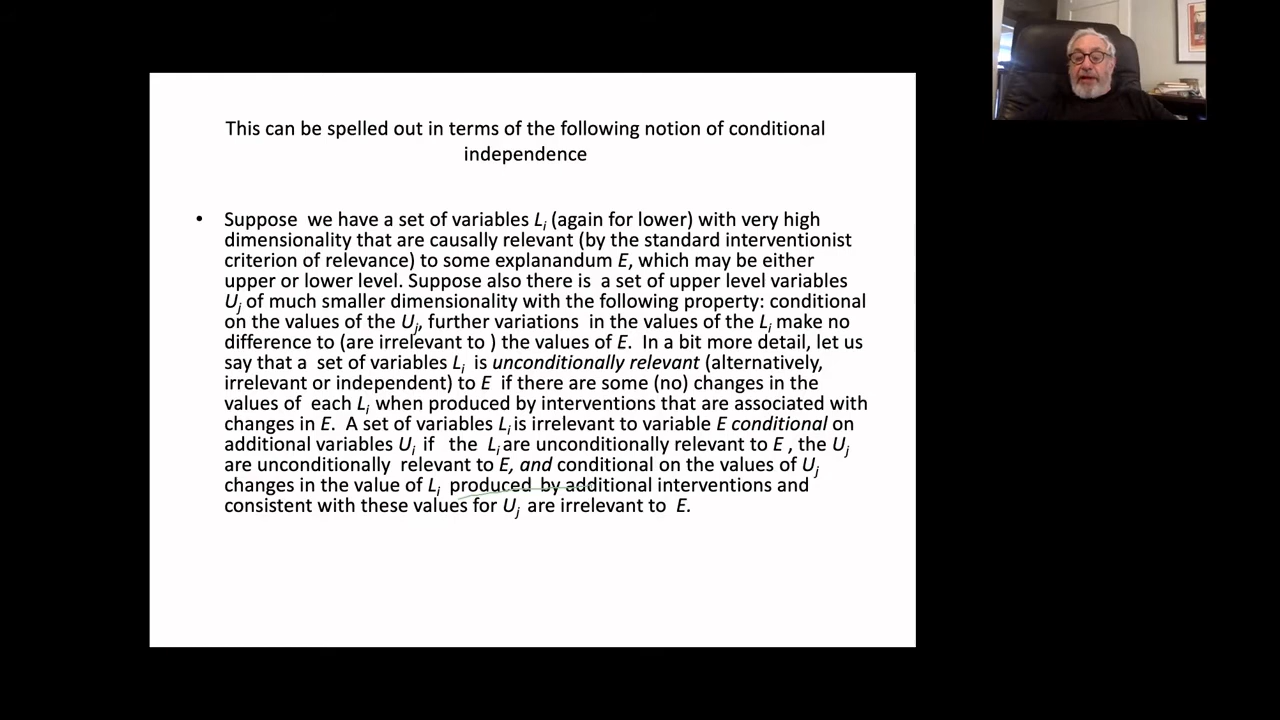 This can be spelled out in terms of the following notion of conditional
independence
• Suppose we have a set of variables Li (again for lower) with very high
dimensionality that are causally relevant (by the standard interventionist
criterion of relevance) to some explanandum E, which may be either
upper or lower level. Suppose also there is a set of upper level variables
Uj of much smaller dimensionality with the following property: conditional
on the values of the Uj, further variations in the values of the Li make no
difference to (are irrelevant to ) the values of E. In a bit more detail, let us
say that a set of variables Li is unconditionally relevant (alternatively,
irrelevant or independent) to E if there are some (no) changes in the
values of each Li when produced by interventions that are associated with
changes in E. A set of variables Li is irrelevant to variable E conditional on
additional variables Ui if the Li are unconditionally relevant to E , the Uj
are unconditionally relevant to E, and conditional on the values of Uj
changes in the value of Li produced by additional interventions and
consistent with these values for Uj are irrelevant to E.